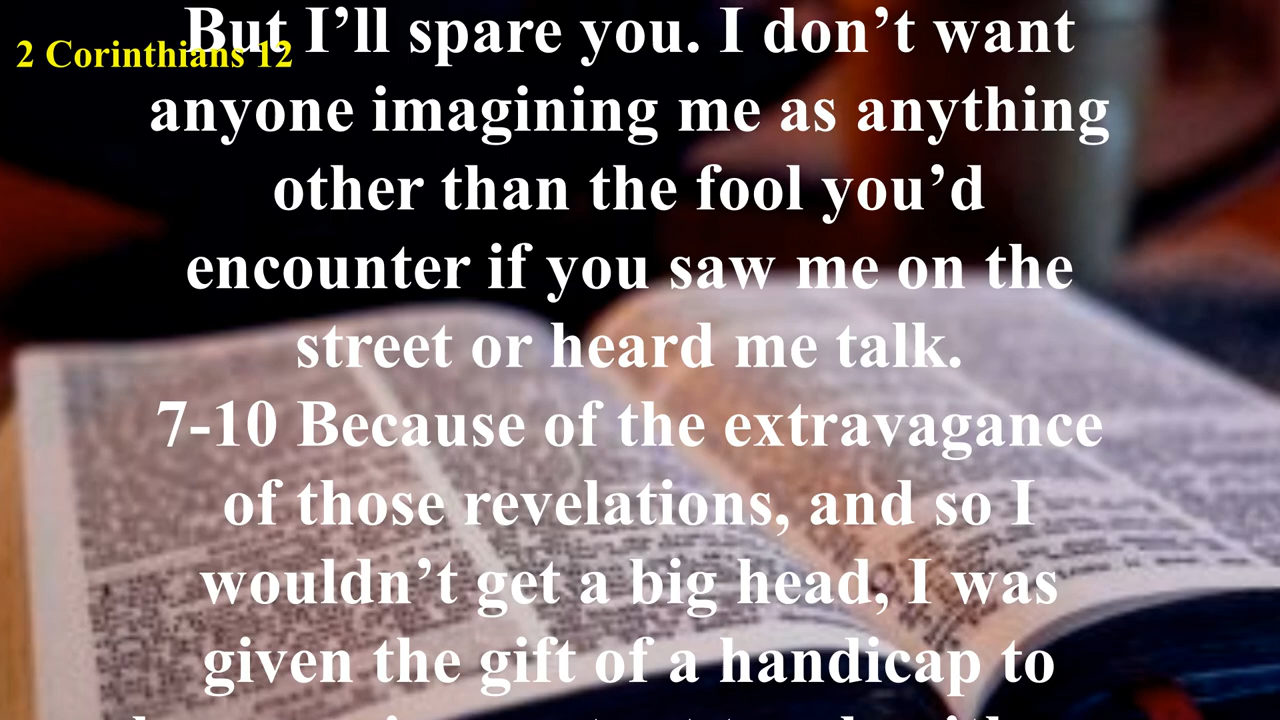 2 Corinthians 12
But I’ll spare you. I don’t want
anyone imagining me as anything
other than the fool you’d
encounter if you saw me on the
street or heard me talk.
7-10 Because of the extravagance
of those revelations, and so I
wouldn’t get a big head, I was
given the gift of a handicap to